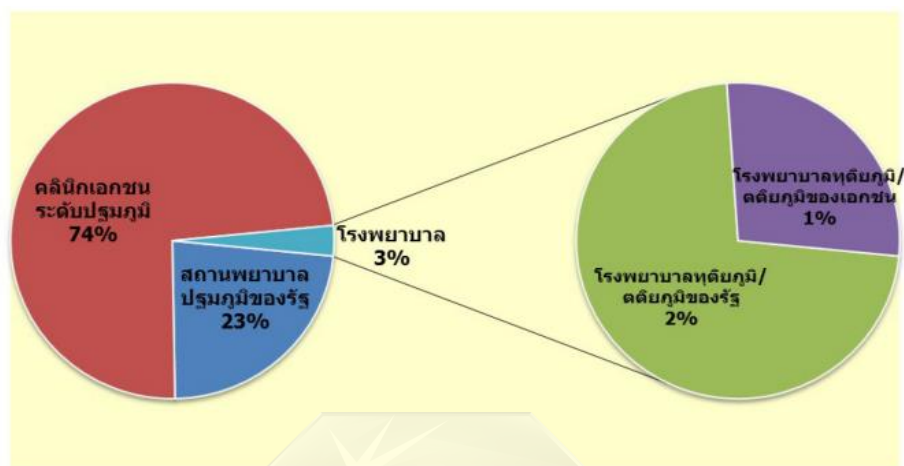 คลินิกเอกชน
ระดับปฐมภูมิ
74%
โรงพยาบาล
3%
สถานพยาบาล
ปฐมภูมิของรัฐ
23%
โรงพยาบาลทุติยภูมิ/
ตติยภูมิของเอกชน
1%
โรงพยาบาลทุติยภูมิ/
ตติยภูมิของรัฐ
2%